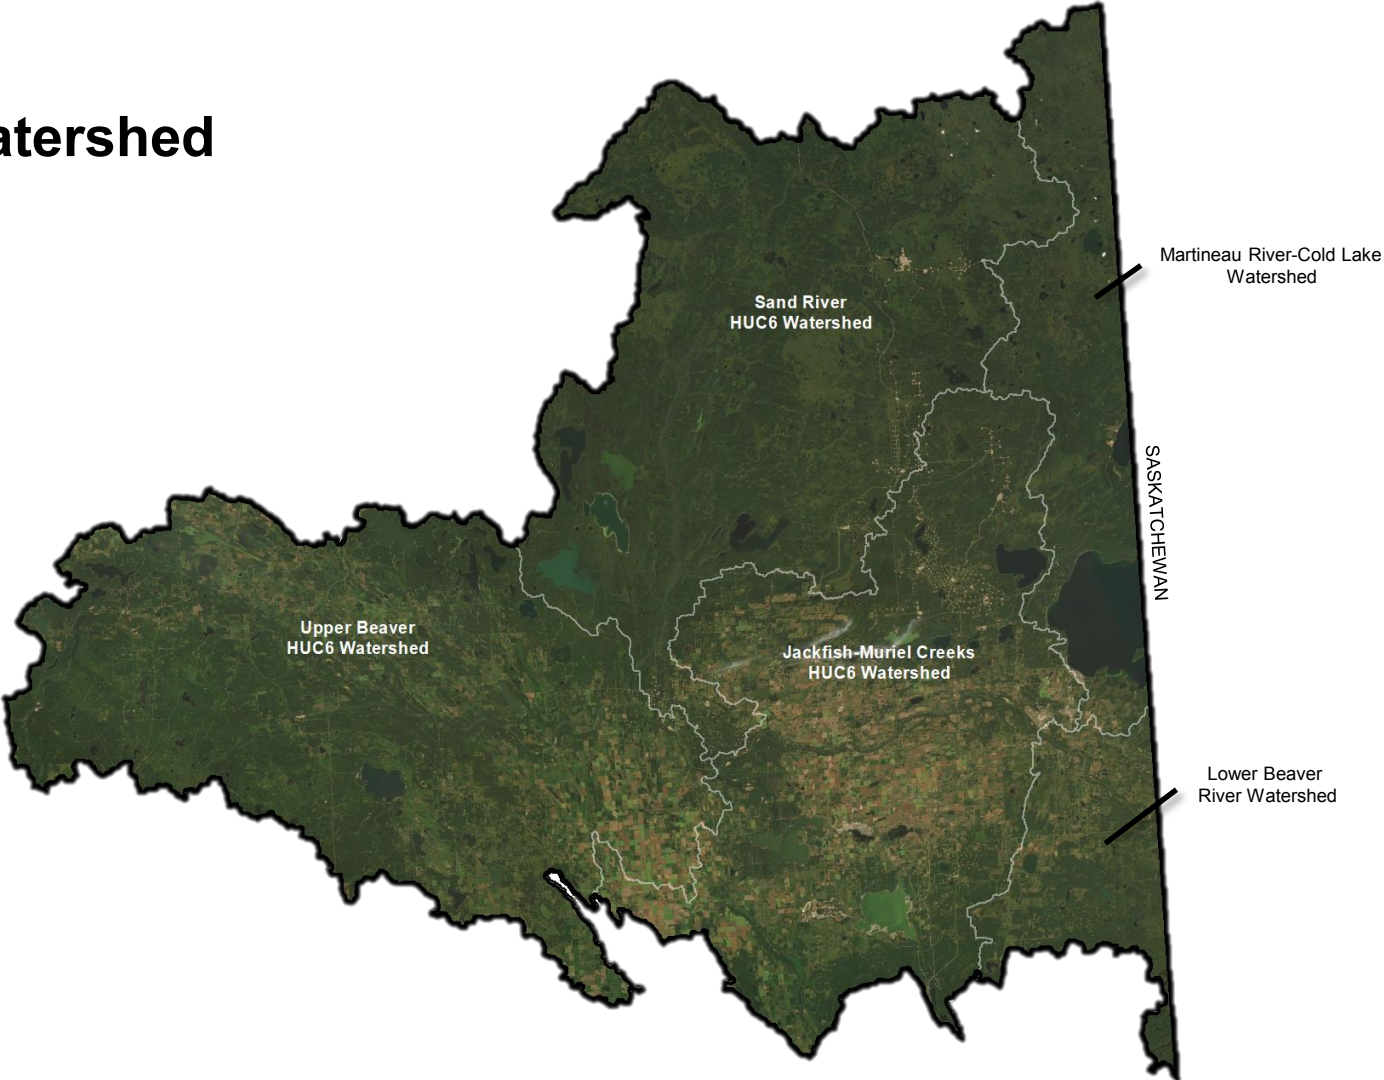 atershed
Martineau River-Cold Lake
Watershed
Sand River
HUC6 Watershed
SASKATCHEWAN
Upper Beaver
HUC6 Watershed
Jackfish-Muriel Creeks
HUC6 Watershed
Lower Beaver
River Watershed